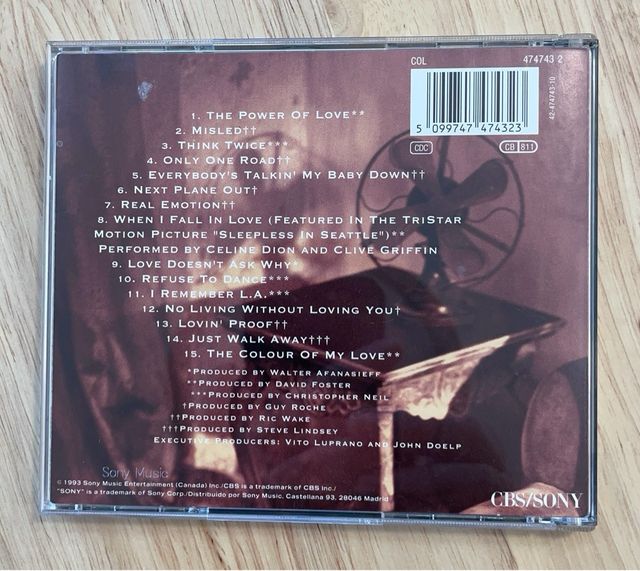 COL 474743 2
5 099747 474323
42-474743-10
CDC CB 811
1. The Power Of Love**
2. Misled††
3. Think Twice***
4. Only One Road††
5. Everybody's Talkin' My Baby Down††
6. Next Plane Out†
7. Real Emotion††
8. When I Fall In Love (Featured In The TriStar
Motion Picture "Sleepless In Seattle")**
Performed by Celine Dion and Clive Griffin
9. Love Doesn't Ask Why*
10. Refuse To Dance***
11. I Remember L.A.***
12. No Living Without Loving You†
13. Lovin' Proof††
14. Just Walk Away†††
15. The Colour Of My Love**
*Produced by Walter Afanasieff
**Produced by David Foster
***Produced by Christopher Neil
†Produced by Guy Roche
††Produced by Ric Wake
†††Produced by Steve Lindsey
Executive Producers: Vito Luprano and John Doelp
Sony Music
© 1993 Sony Music Entertainment (Canada) Inc./CBS is a trademark of CBS Inc./
"SONY" is a trademark of Sony Corp./Distribuido por Sony Music, Castellana 93, 28046 Madrid
CBS/SONY